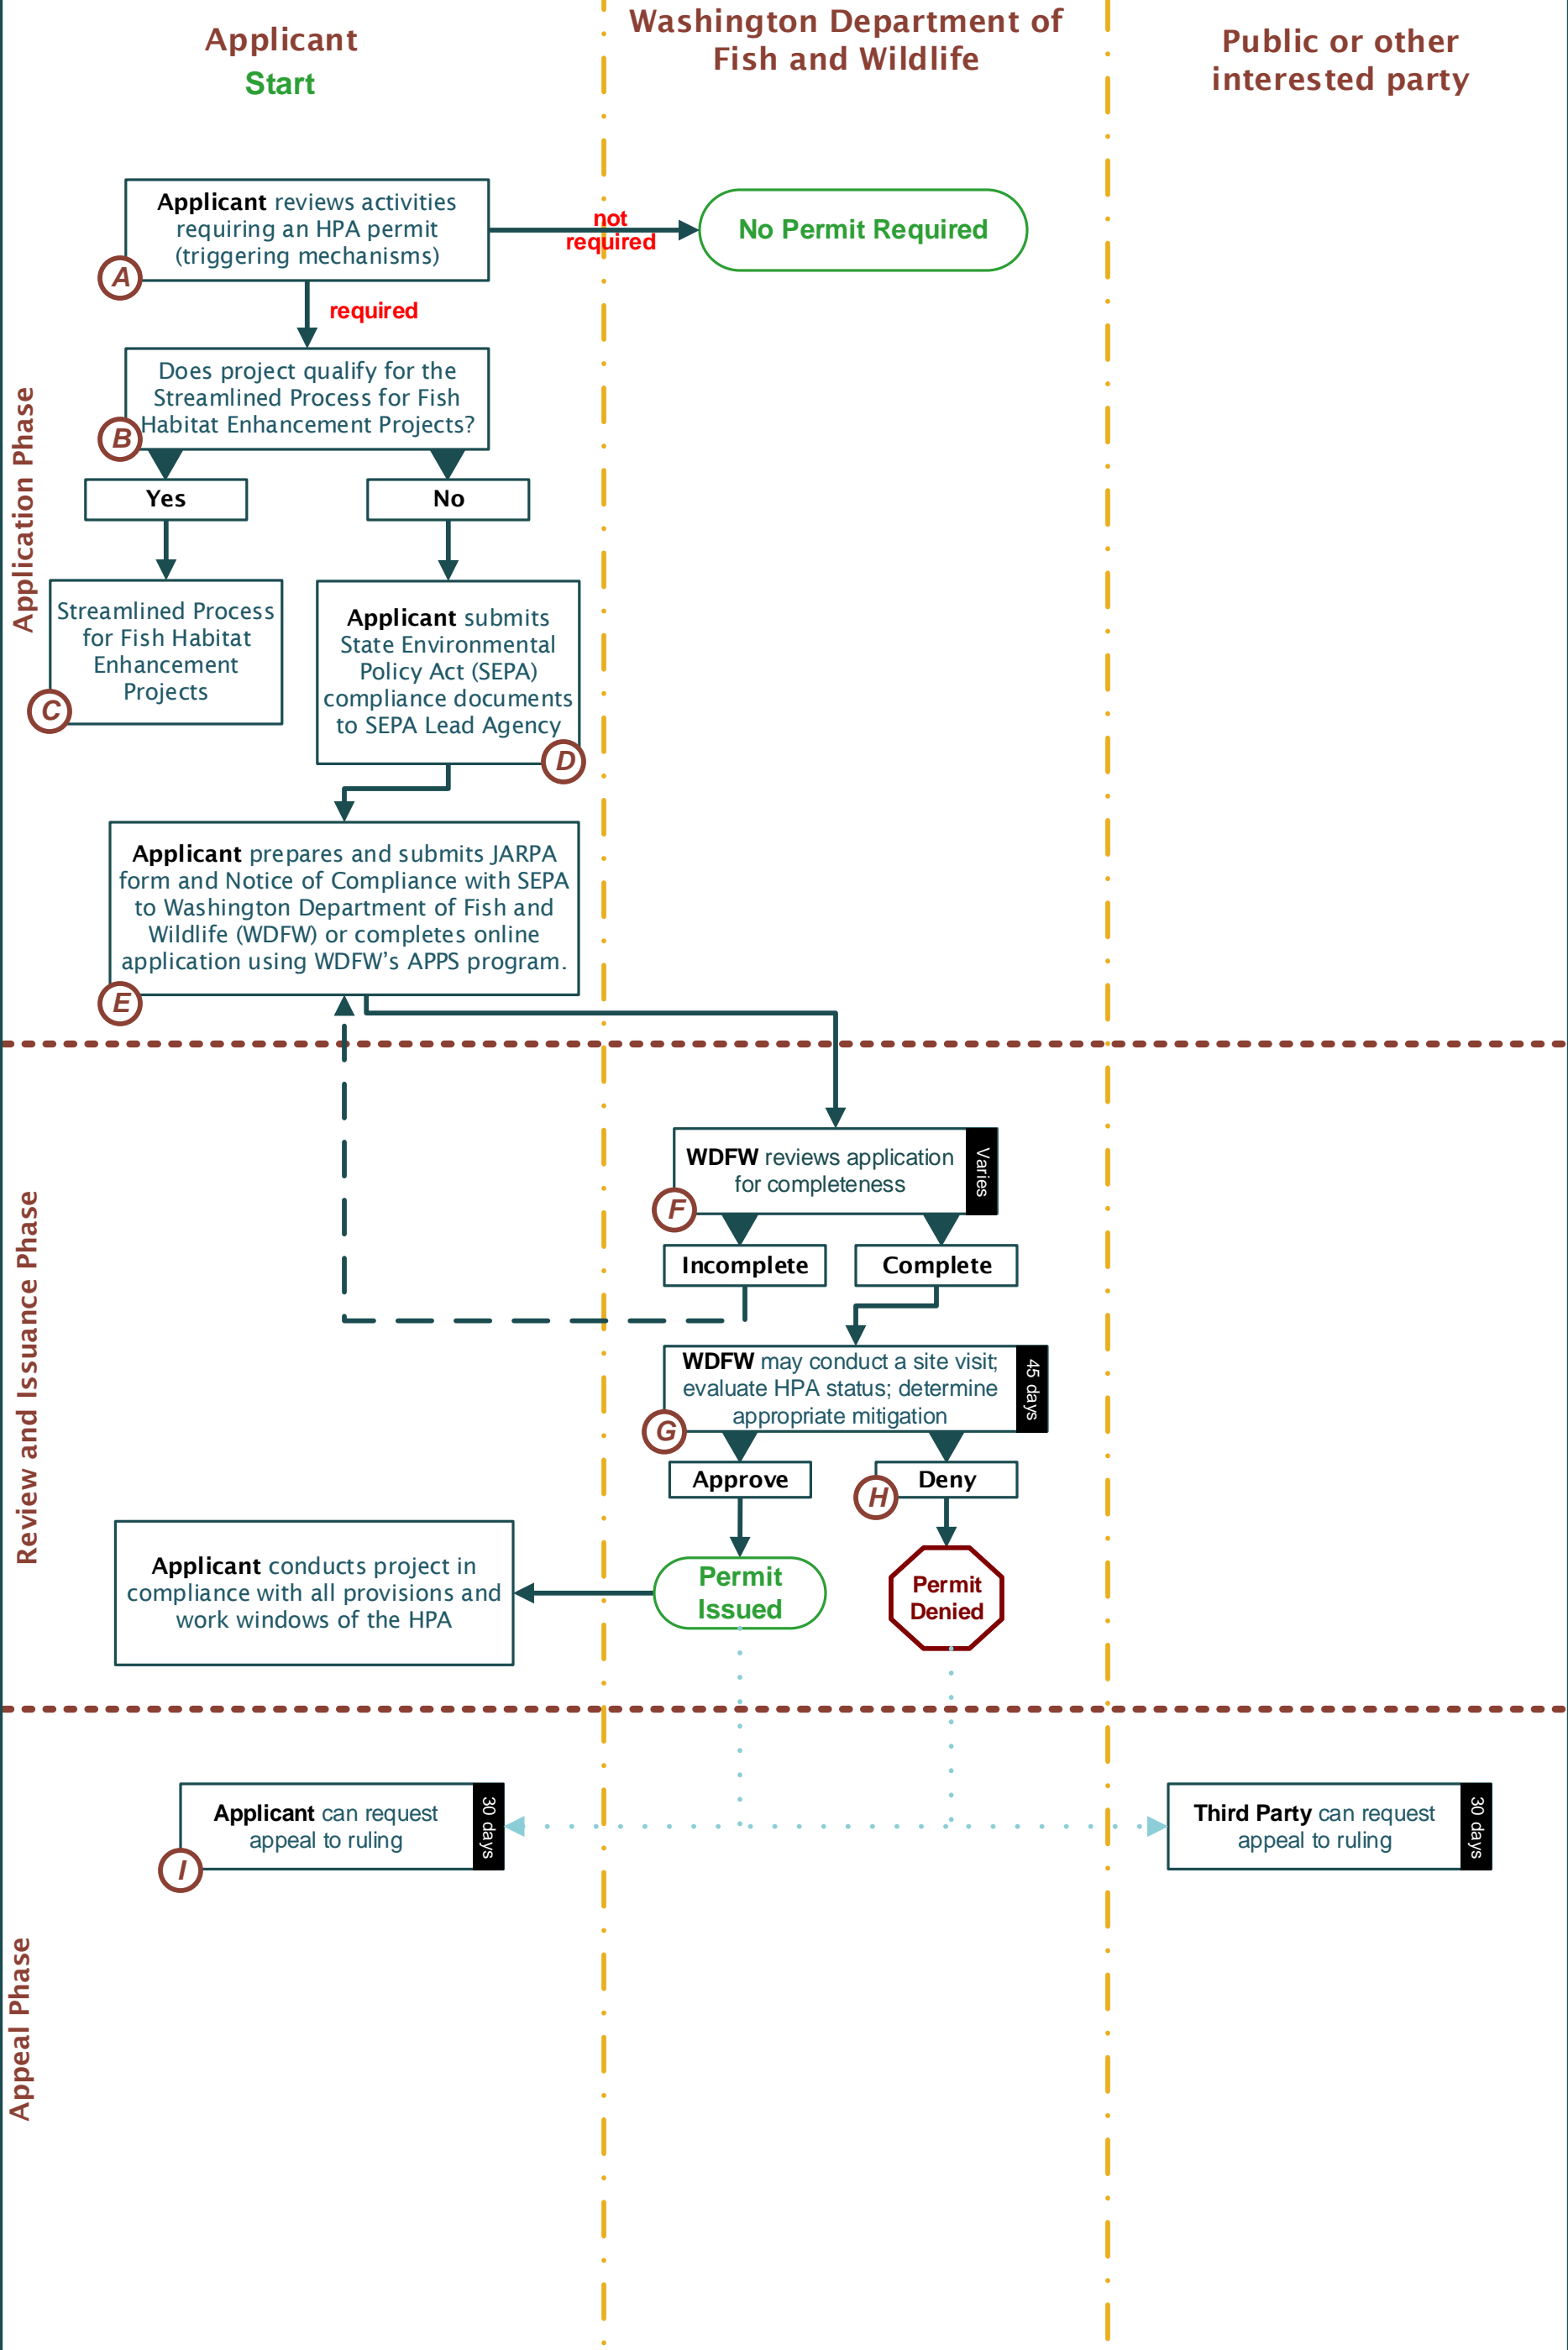 Applicant
Start
Washington Department of
Fish and Wildlife
Public or other
interested party
Application Phase
Applicant reviews activities
requiring an HPA permit
(triggering mechanisms)
A
not
required
No Permit Required
required
Does project qualify for the
Streamlined Process for Fish
Habitat Enhancement Projects?
B
Yes
No
Streamlined Process
for Fish Habitat
Enhancement
Projects
C
Applicant submits
State Environmental
Policy Act (SEPA)
compliance documents
to SEPA Lead Agency
D
Applicant prepares and submits JARPA
form and Notice of Compliance with SEPA
to Washington Department of Fish and
Wildlife (WDFW) or completes online
application using WDFW’s APPS program.
E
Review and Issuance Phase
WDFW reviews application
for completeness
Varies
F
Incomplete
Complete
WDFW may conduct a site visit;
evaluate HPA status; determine
appropriate mitigation
45 days
G
Approve
Deny
H
Applicant conducts project in
compliance with all provisions and
work windows of the HPA
Permit
Issued
Permit
Denied
Appeal Phase
Applicant can request
appeal to ruling
30 days
I
Third Party can request
appeal to ruling
30 days